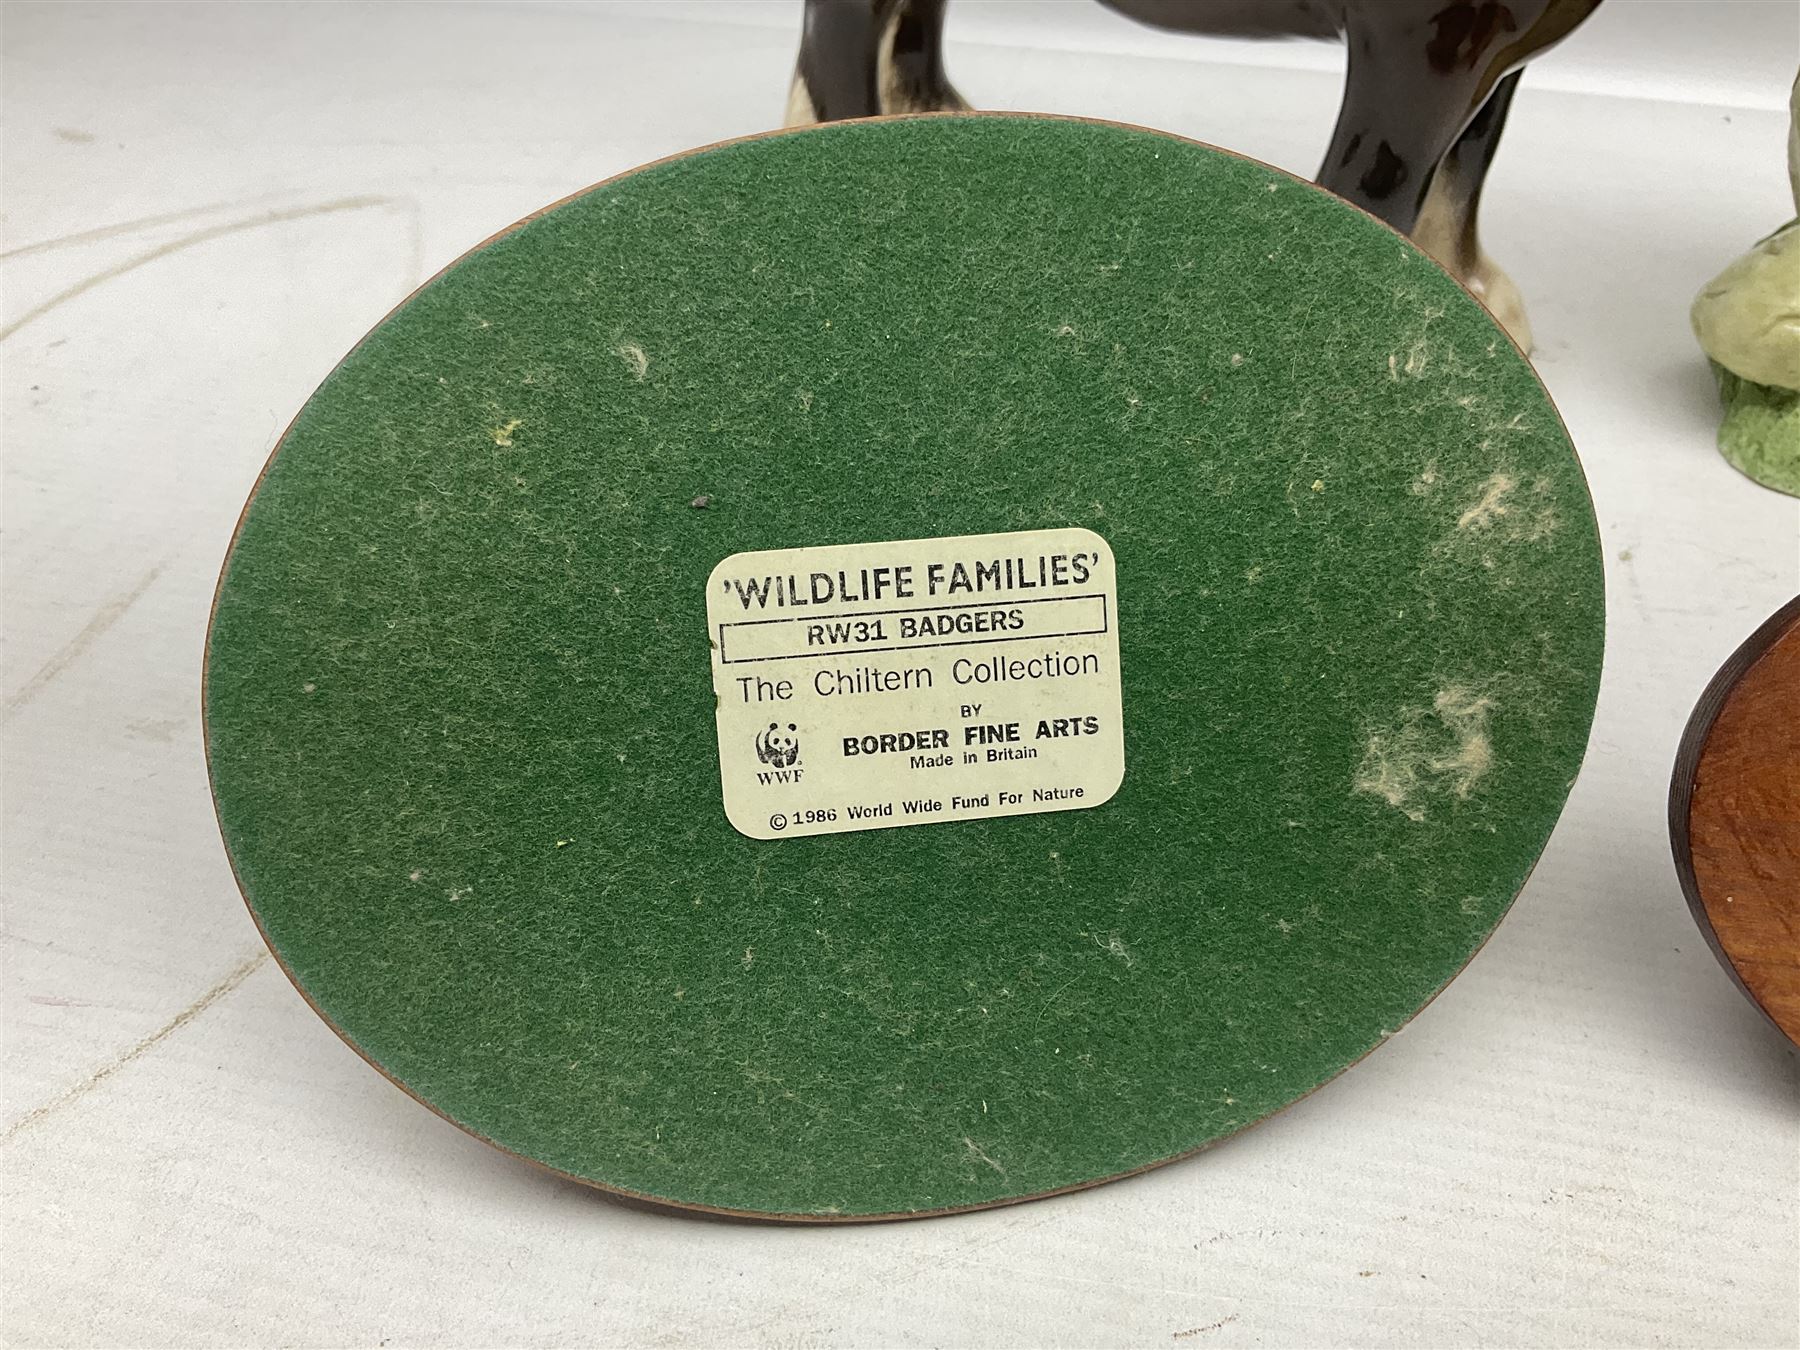 'WILDLIFE FAMILIES'
RW31 BADGERS
The Chiltern Collection
BY
BORDER FINE ARTS
Made in Britain
WWF
© 1986 World Wide Fund For Nature